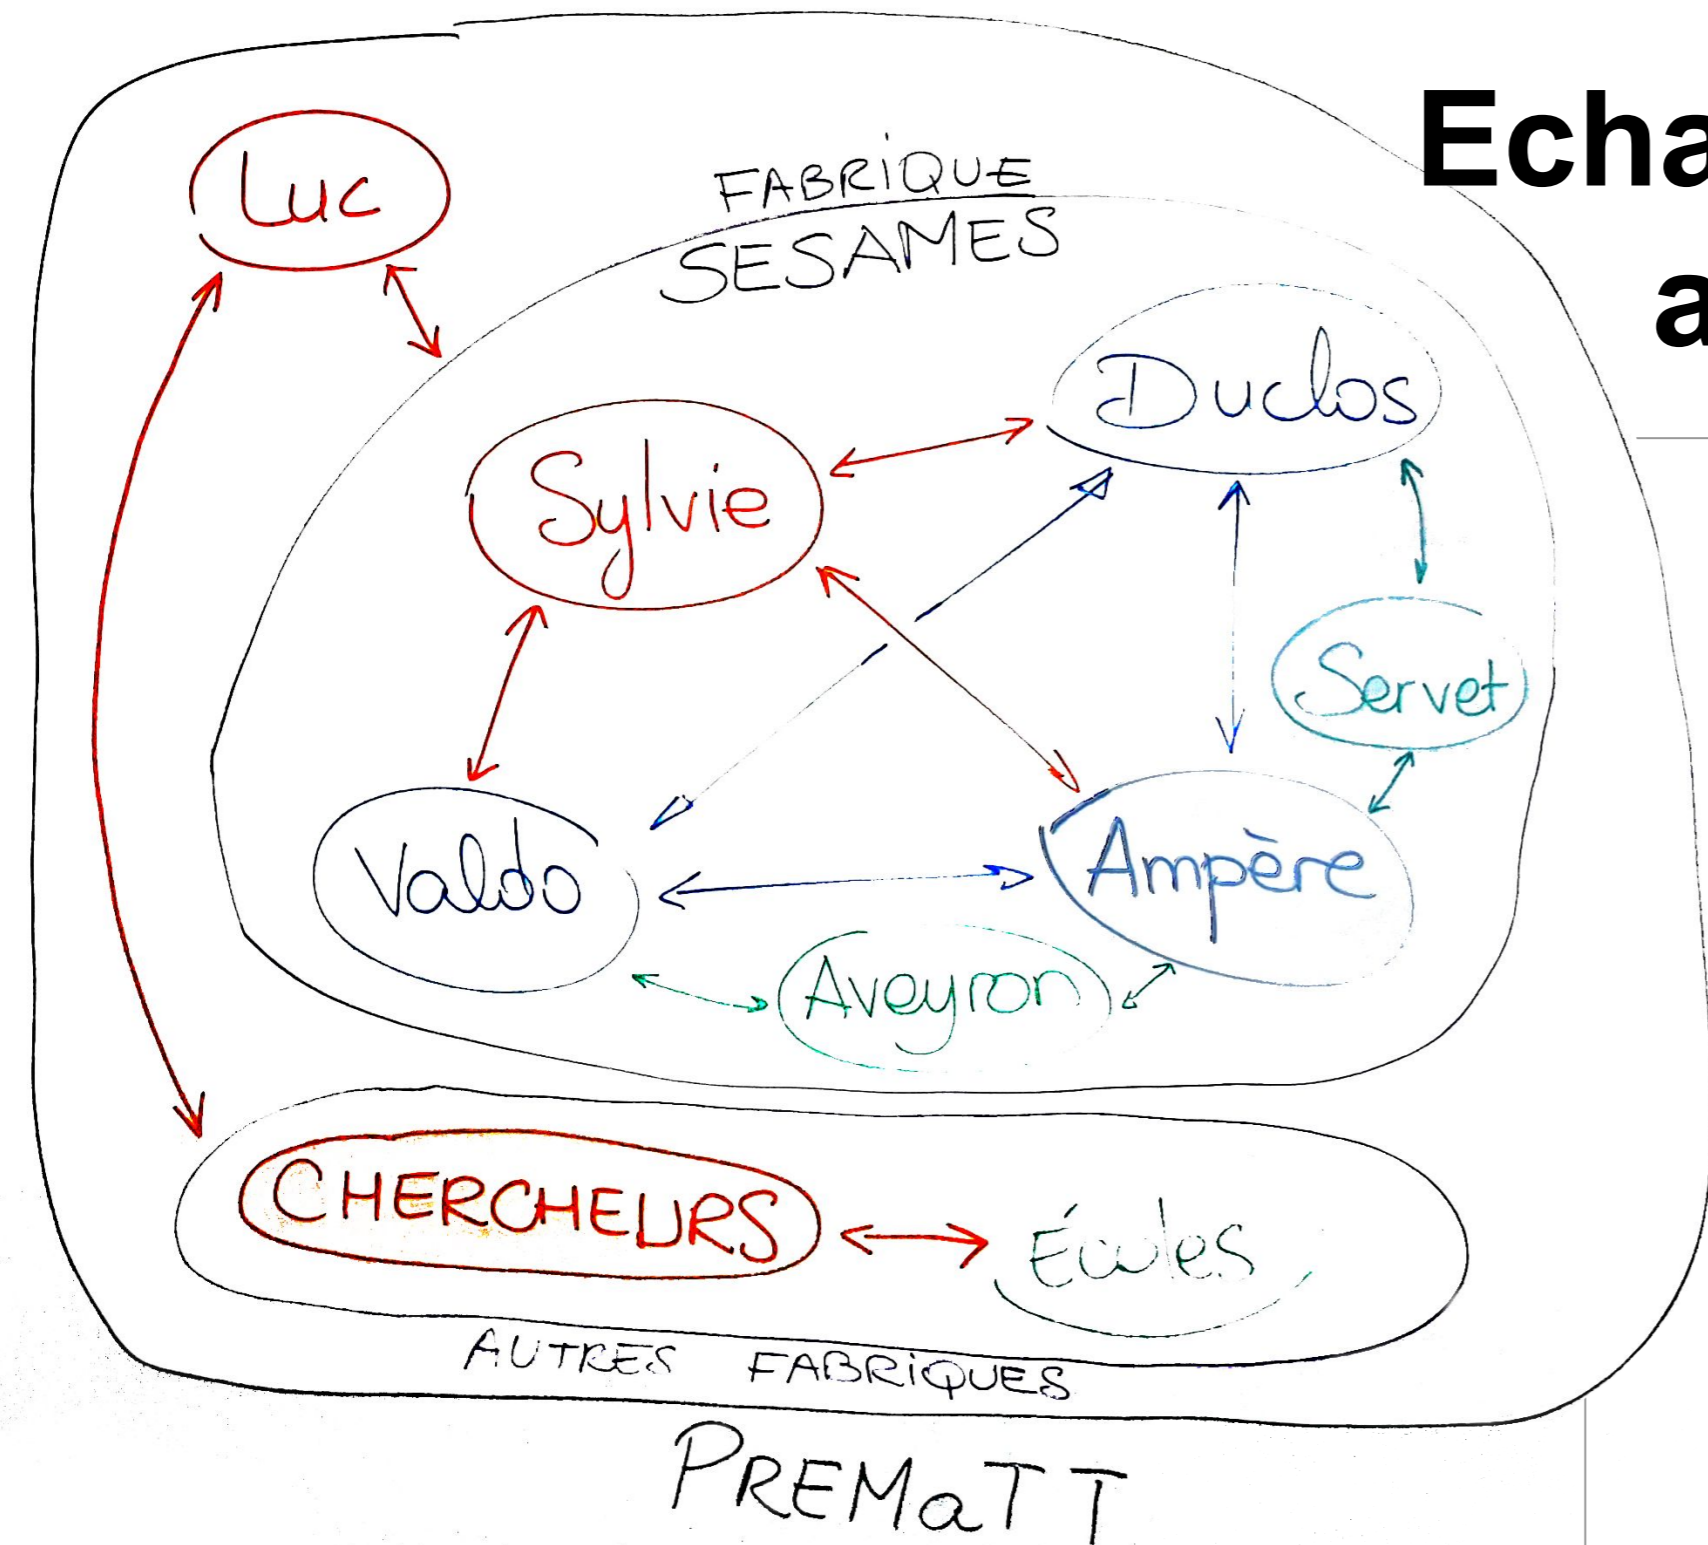 Echa
a
Luc
FABRIQUE
SESAMES
Duclos
Sylvie
Servet
Valdo
Ampère
Aveyron
CHERCHEURS
Écoles
AUTRES FABRIQUES
PREMaTT